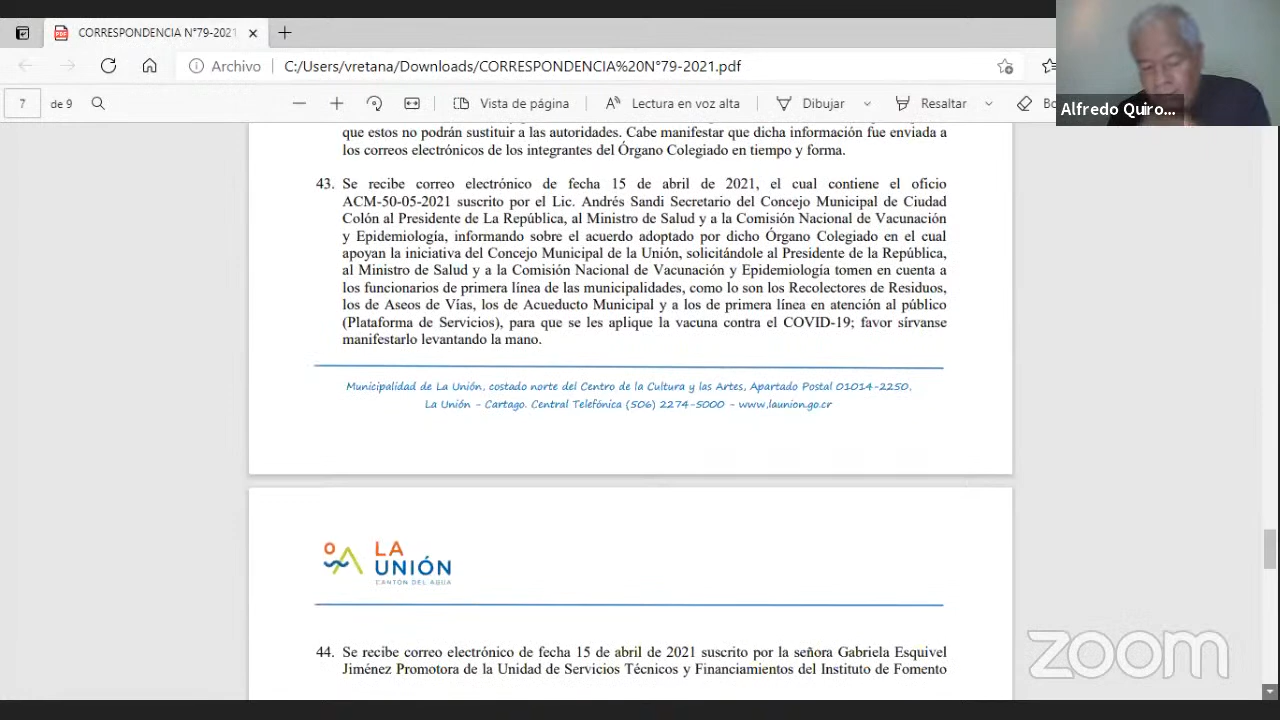 CORRESPONDENCIA N°79-2021
Archivo C:/Users/vretana/Downloads/CORRESPONDENCIA%20N°79-2021.pdf
7 de 9 Vista de página Lectura en voz alta Dibujar Resaltar
Alfredo Quiro...
que estos no podrán sustituir a las autoridades. Cabe manifestar que dicha información fue enviada a
los correos electrónicos de los integrantes del Órgano Colegiado en tiempo y forma.
43. Se recibe correo electrónico de fecha 15 de abril de 2021, el cual contiene el oficio
ACM-50-05-2021 suscrito por el Lic. Andrés Sandi Secretario del Concejo Municipal de Ciudad
Colón al Presidente de La República, al Ministro de Salud y a la Comisión Nacional de Vacunación
y Epidemiología, informando sobre el acuerdo adoptado por dicho Órgano Colegiado en el cual
apoyan la iniciativa del Concejo Municipal de la Unión, solicitándole al Presidente de la República,
al Ministro de Salud y a la Comisión Nacional de Vacunación y Epidemiología tomen en cuenta a
los funcionarios de primera línea de las municipalidades, como lo son los Recolectores de Residuos,
los de Aseos de Vías, los de Acueducto Municipal y a los de primera línea en atención al público
(Plataforma de Servicios), para que se les aplique la vacuna contra el COVID-19; favor sírvanse
manifestarlo levantando la mano.
Municipalidad de La Unión, costado norte del Centro de la Cultura y las Artes, Apartado Postal 01014-2250.
La Unión - Cartago. Central Telefónica (506) 2274-5000 - www.launion.go.cr
LA
UNIÓN
CANTON DEL AGUA
44. Se recibe correo electrónico de fecha 15 de abril de 2021 suscrito por la señora Gabriela Esquivel
Jiménez Promotora de la Unidad de Servicios Técnicos y Financiamientos del Instituto de Fomento
zoom